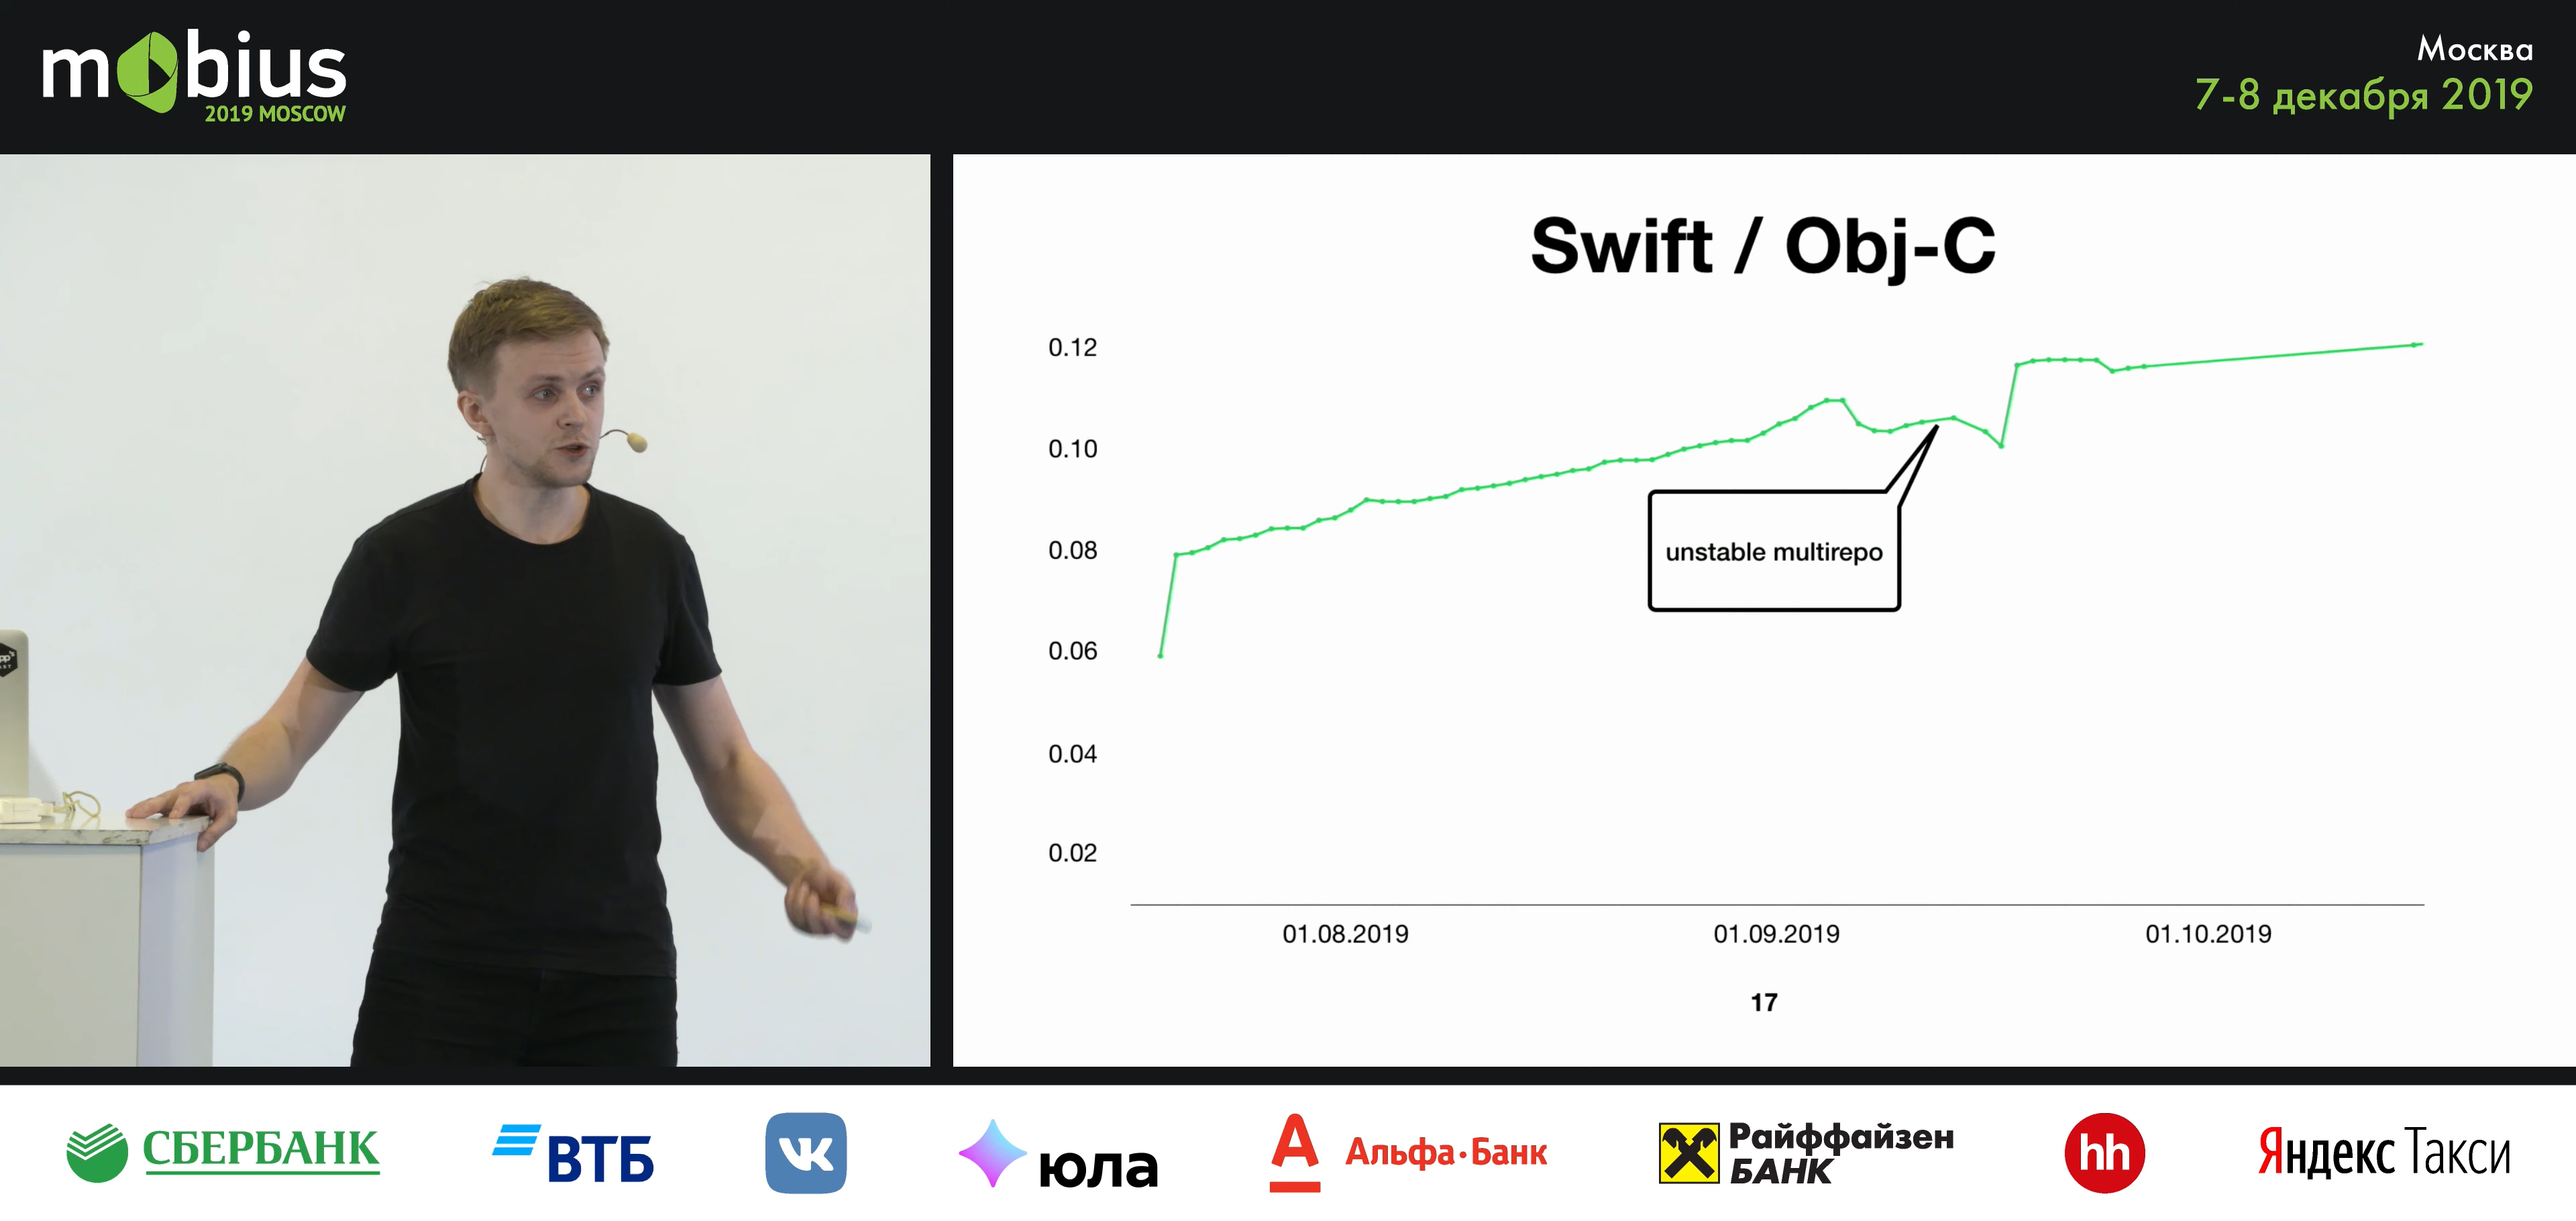 mobius
2019 MOSCOW
Москва
7-8 декабря 2019
Swift / Obj-C
0.12
0.10
0.08
0.06
0.04
0.02
unstable multirepo
01.08.2019
01.09.2019
01.10.2019
17
СБЕРБАНК
ВТБ
VK
юла
А
Альфа·Банк
Райффайзен
БАНК
hh
Яндекс Такси